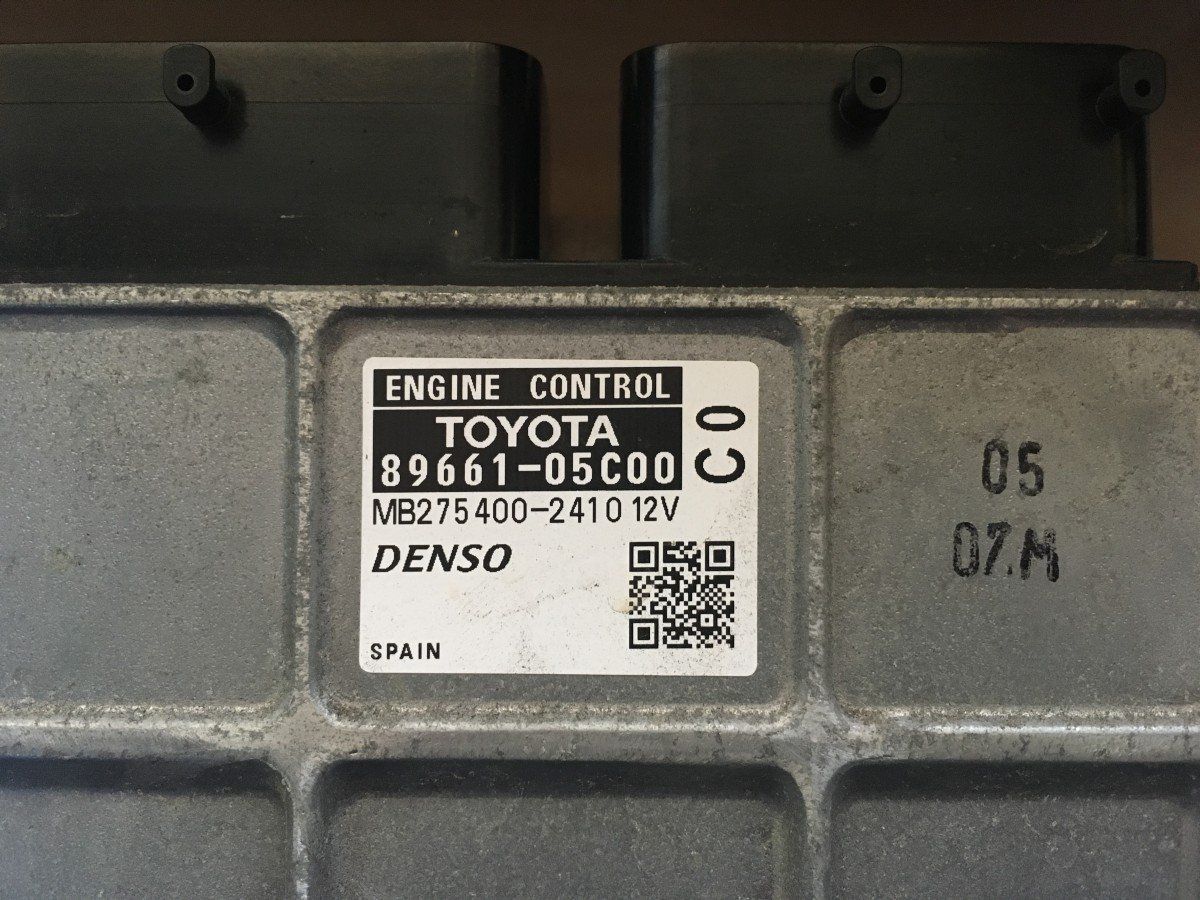 ENGINE CONTROL
TOYOTA
89661-05C00
C0
MB275400-2410 12V
DENSO
SPAIN
05
07.M